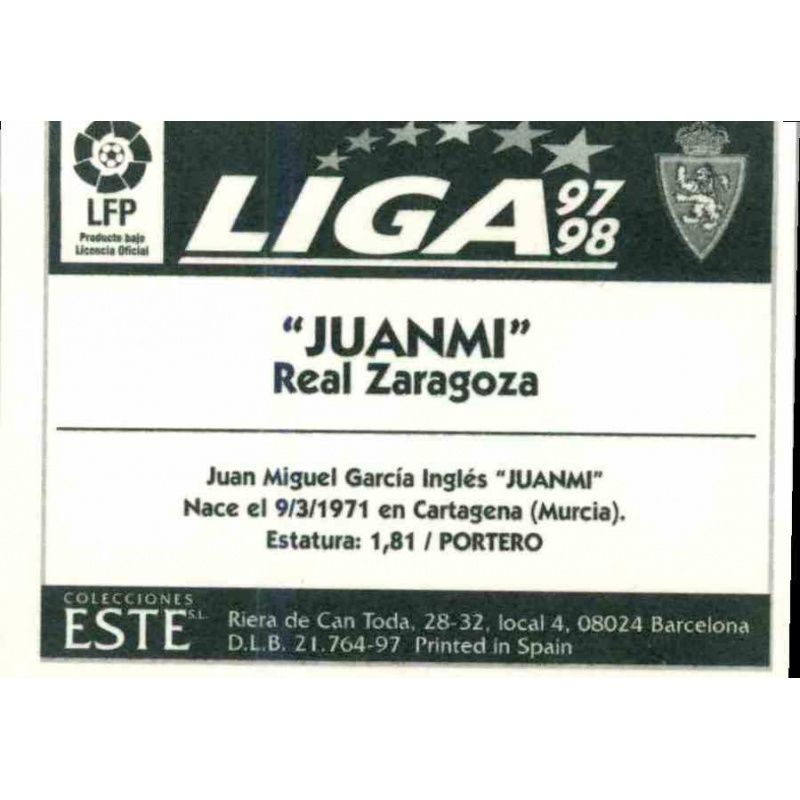 LFP
Producto bajo
Licencia Oficial
LIGA 97
98
"JUANMI"
Real Zaragoza
Juan Miguel García Inglés "JUANMI"
Nace el 9/3/1971 en Cartagena (Murcia).
Estatura: 1,81 / PORTERO
COLECCIONES
ESTE S.L.
Riera de Can Toda, 28-32, local 4, 08024 Barcelona
D.L.B. 21.764-97 Printed in Spain